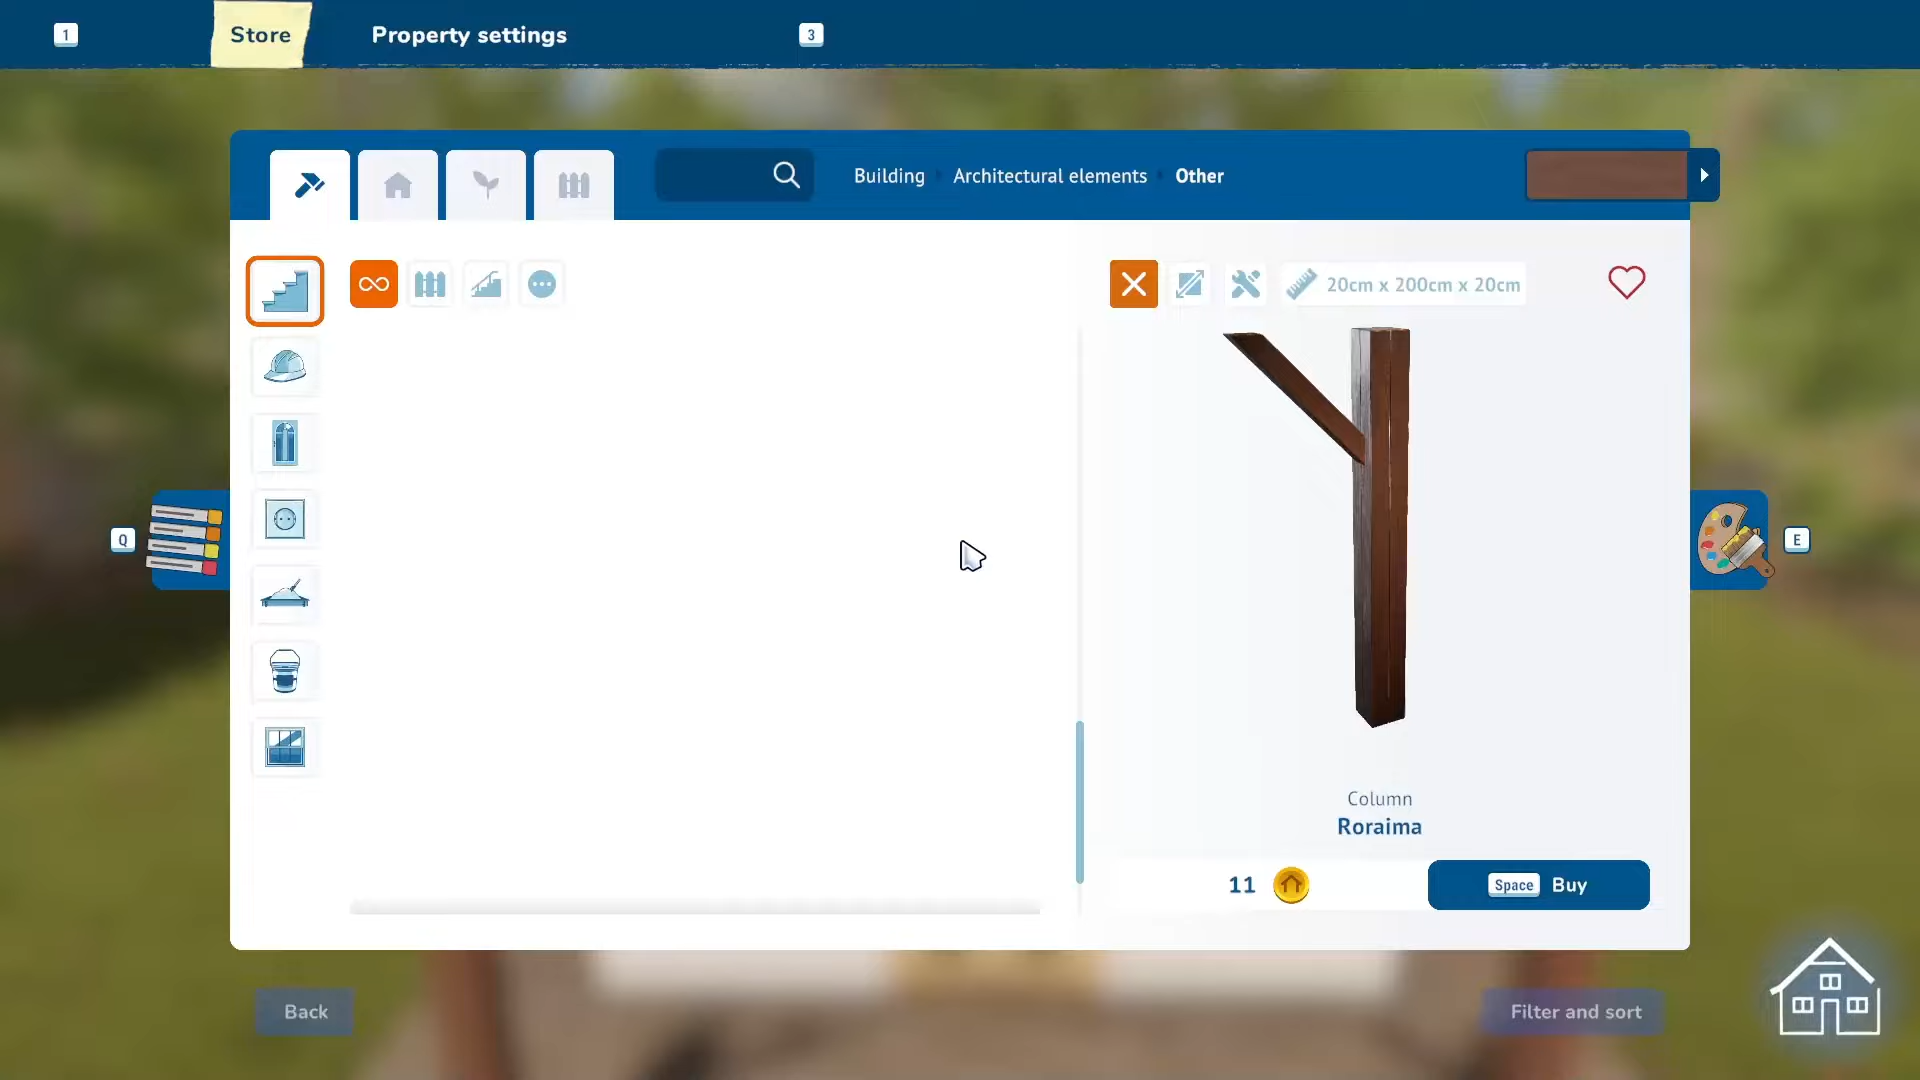 1
Store
Property settings
3
Building
Architectural elements
Other
20cm x 200cm x 20cm
Q
E
Column
Roraima
11
Space
Buy
Back
Filter and sort